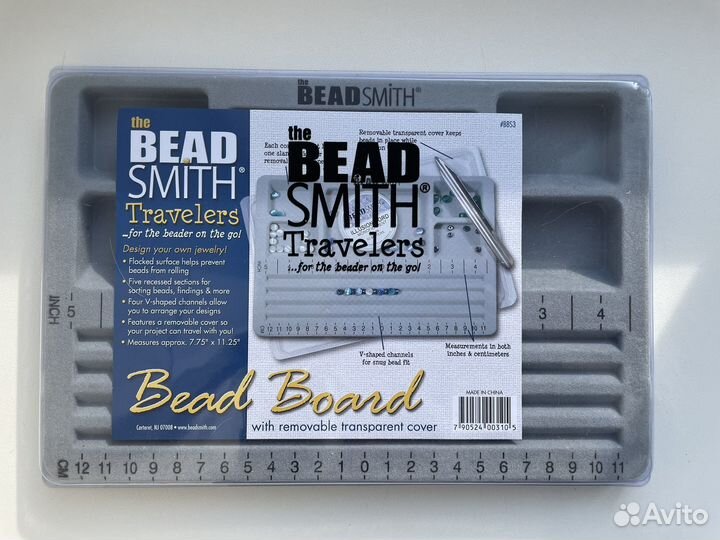 the
BEADSMITH®
the
BEAD
SMITH®
Travelers
...for the beader on the go!
Design your own jewelry!
• Flocked surface helps prevent
beads from rolling
• Five recessed sections for
sorting beads, findings & more
• Four V-shaped channels allow
you to arrange your designs
• Features a removable cover so
your project can travel with you!
• Measures approx. 7.75" x 11.25"
#BBS3
the
BEAD
SMITH®
Travelers
...for the beader on the go!
Each
one slan
removal
Removable transparent cover keeps
beads in place while
V-shaped channels
for snug bead fit
Measurements in both
inches & centimeters
Bead Board
with removable transparent cover
Carteret, NJ 07008 • www.beadsmith.com
MADE IN CHINA
7 90524 00310 5
INCH
5
3 4
CM 12 11 10 9 8 7 6 5 4 3 2 1 0 1 2 3 4 5 6 7 8 9 10 11
Avito